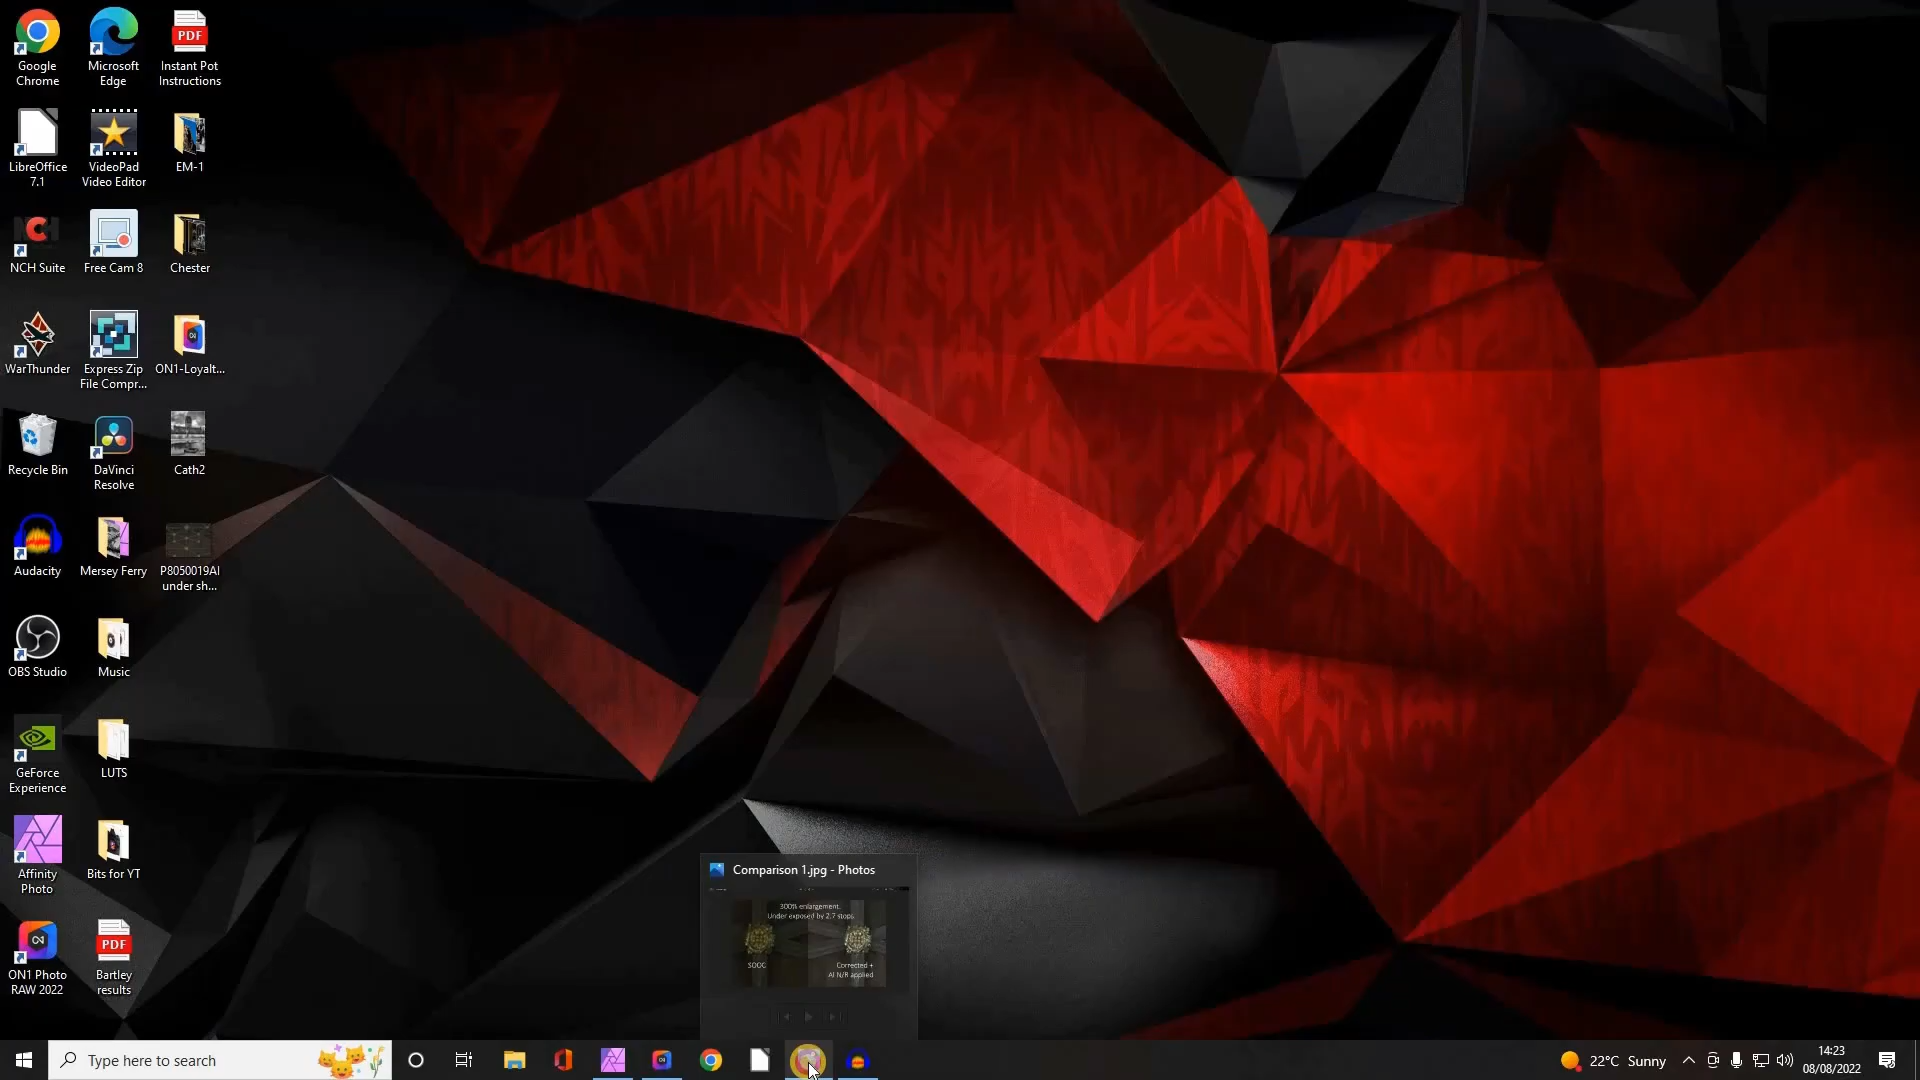 Google
Chrome
Microsoft
Edge
PDF
Instant Pot
Instructions
LibreOffice
7.1
VideoPad
Video Editor
EM-1
NCH
NCH Suite
Free Cam 8
Chester
WarThunder
Express Zip
File Compr...
ON1-Loyalt...
Recycle Bin
DaVinci
Resolve
Cath2
Audacity
Mersey Ferry
P8050019AI
under sh...
OBS Studio
Music
GeForce
Experience
LUTS
Affinity
Photo
Bits for YT
ON1 Photo
RAW 2022
PDF
Bartley
results
Comparison 1.jpg - Photos
300% enlargement.
Under exposed by 2.7 stops.
SOOC
Corrected +
AI N/R applied
Type here to search
22°C Sunny
14:23
08/08/2022